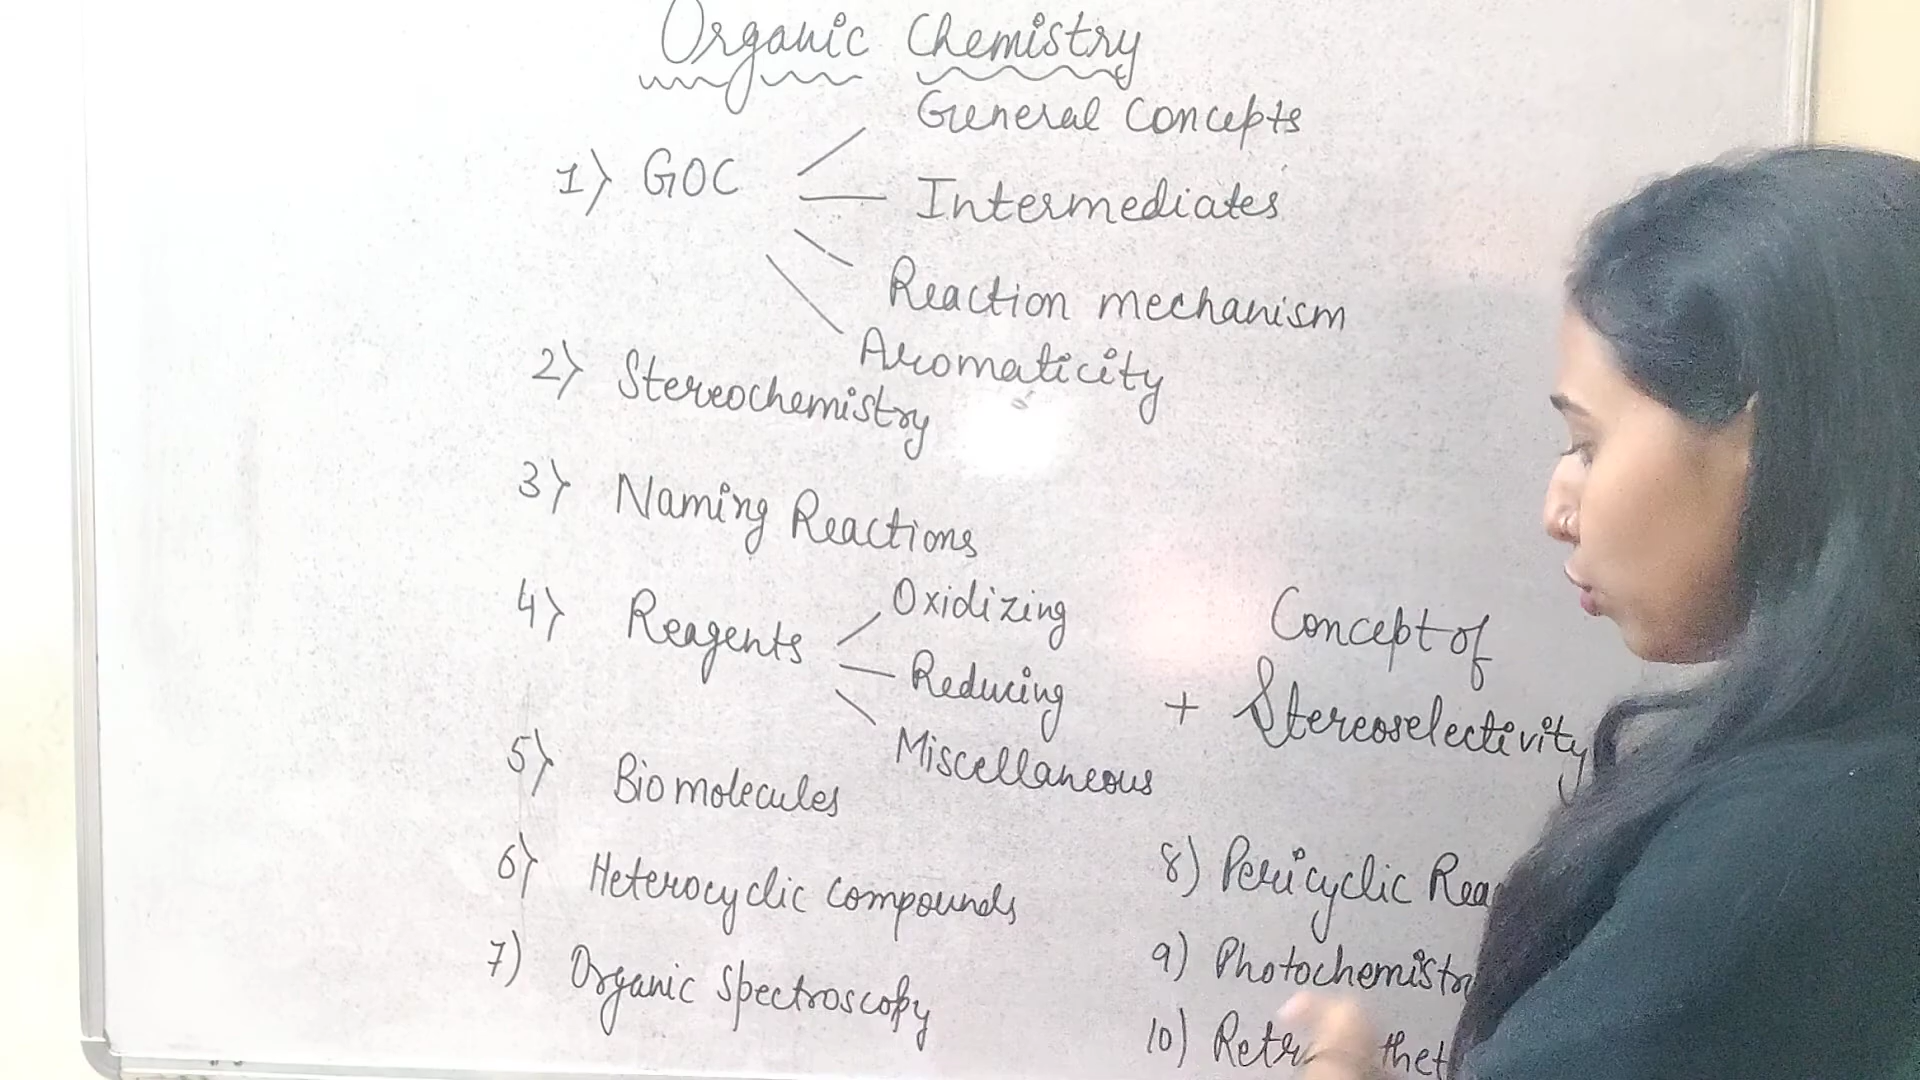 Organic Chemistry
General Concepts
1) GOC
Intermediates
Reaction mechanism
Aromaticity
2) Stereochemistry
3) Naming Reactions
4) Reagents
Oxidizing
Reducing
Miscellaneous
+ Concept of
Stereoselectivity
5) Biomolecules
6) Heterocyclic Compounds
7) Organic Spectroscopy
8) Pericyclic
9)
10)